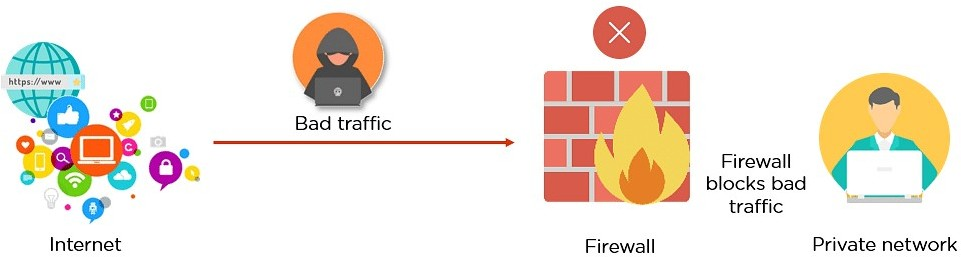 https://www
Bad traffic
Firewall
blocks bad
traffic
Internet
Firewall
Private network